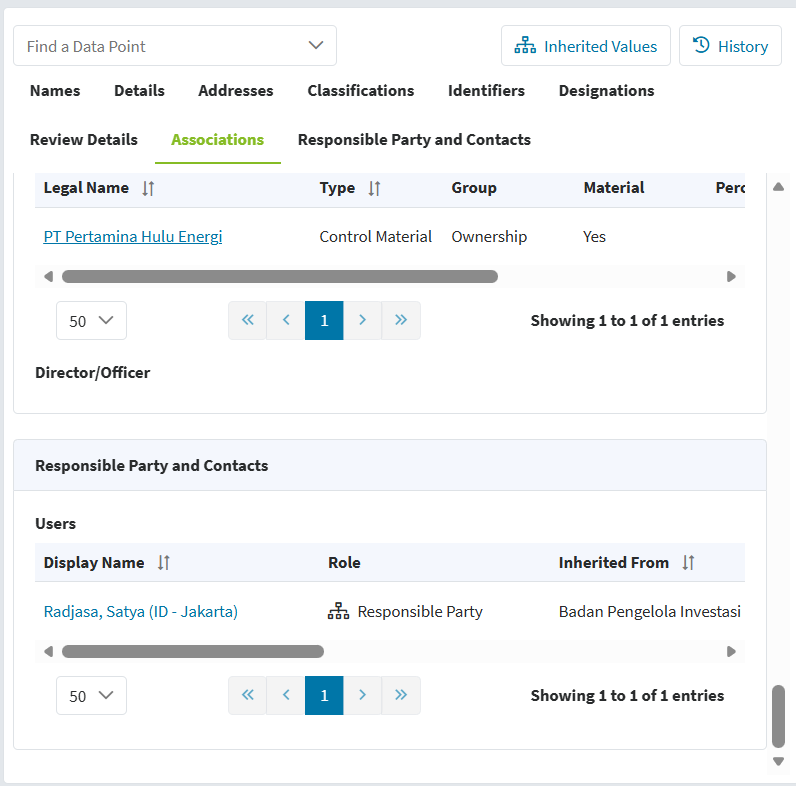 Find a Data Point
Inherited Values
History
Names Details Addresses Classifications Identifiers Designations
Review Details Associations Responsible Party and Contacts
Legal Name Type Group Material Perc
PT Pertamina Hulu Energi Control Material Ownership Yes
50 « ‹ 1 › » Showing 1 to 1 of 1 entries
Director/Officer
Responsible Party and Contacts
Users
Display Name Role Inherited From
Radjasa, Satya (ID - Jakarta) Responsible Party Badan Pengelola Investasi
50 « ‹ 1 › » Showing 1 to 1 of 1 entries